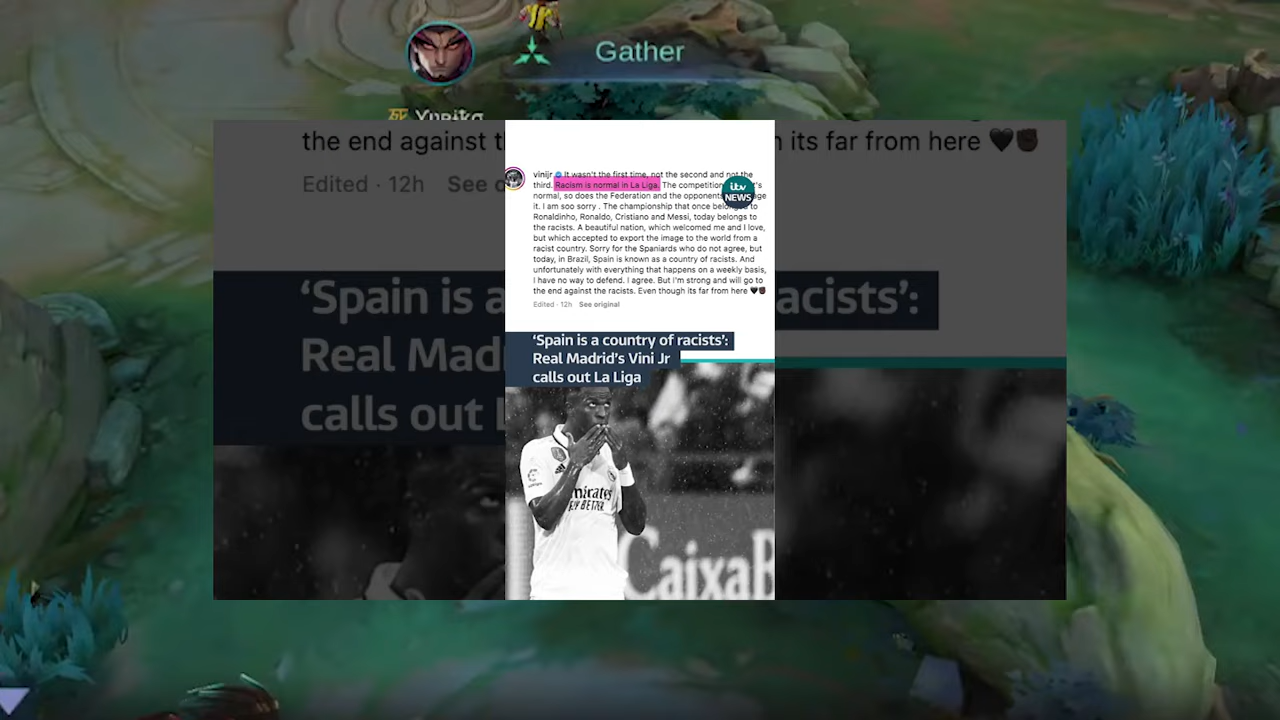 Gather
死 Yurika
the end against t
n its far from here 🖤✊🏿
Edited · 12h See o
vinijr It wasn't the first time, not the second and not the
third. Racism is normal in La Liga. The competition 's
normal, so does the Federation and the opponents ge
it. I am soo sorry . The championship that once belonged to
Ronaldinho, Ronaldo, Cristiano and Messi, today belongs to
the racists. A beautiful nation, which welcomed me and I love,
but which accepted to export the image to the world from a
racist country. Sorry for the Spaniards who do not agree, but
today, in Brazil, Spain is known as a country of racists. And
unfortunately with everything that happens on a weekly basis,
I have no way to defend. I agree. But I'm strong and will go to
the end against the racists. Even though its far from here 🖤✊🏿
Edited · 12h See original
itv
NEWS
'Spain is a
acists':
Real Mad
calls out L
'Spain is a country of racists':
Real Madrid's Vini Jr
calls out La Liga
Emirates
FLY BETTER
CaixaB